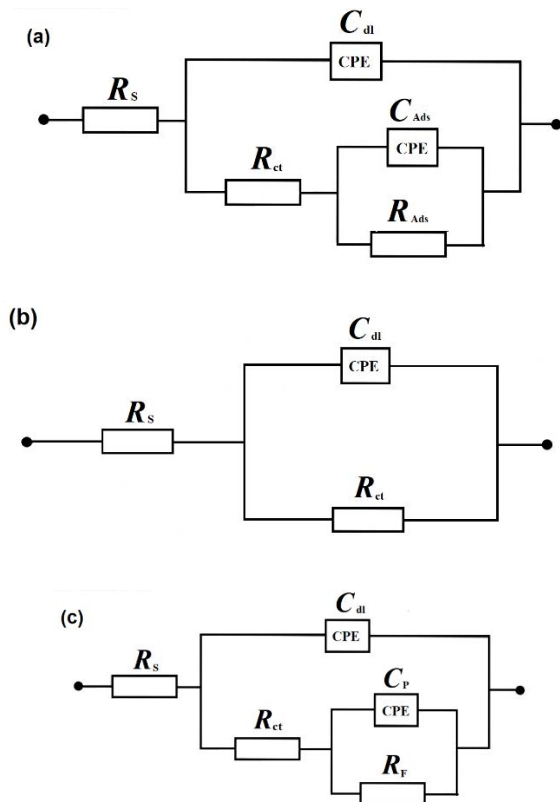 (a)
C dl
CPE
R S
C Ads
CPE
R ct
R Ads
(b)
C dl
CPE
R S
R ct
(c)
C dl
CPE
R S
C P
CPE
R ct
R F